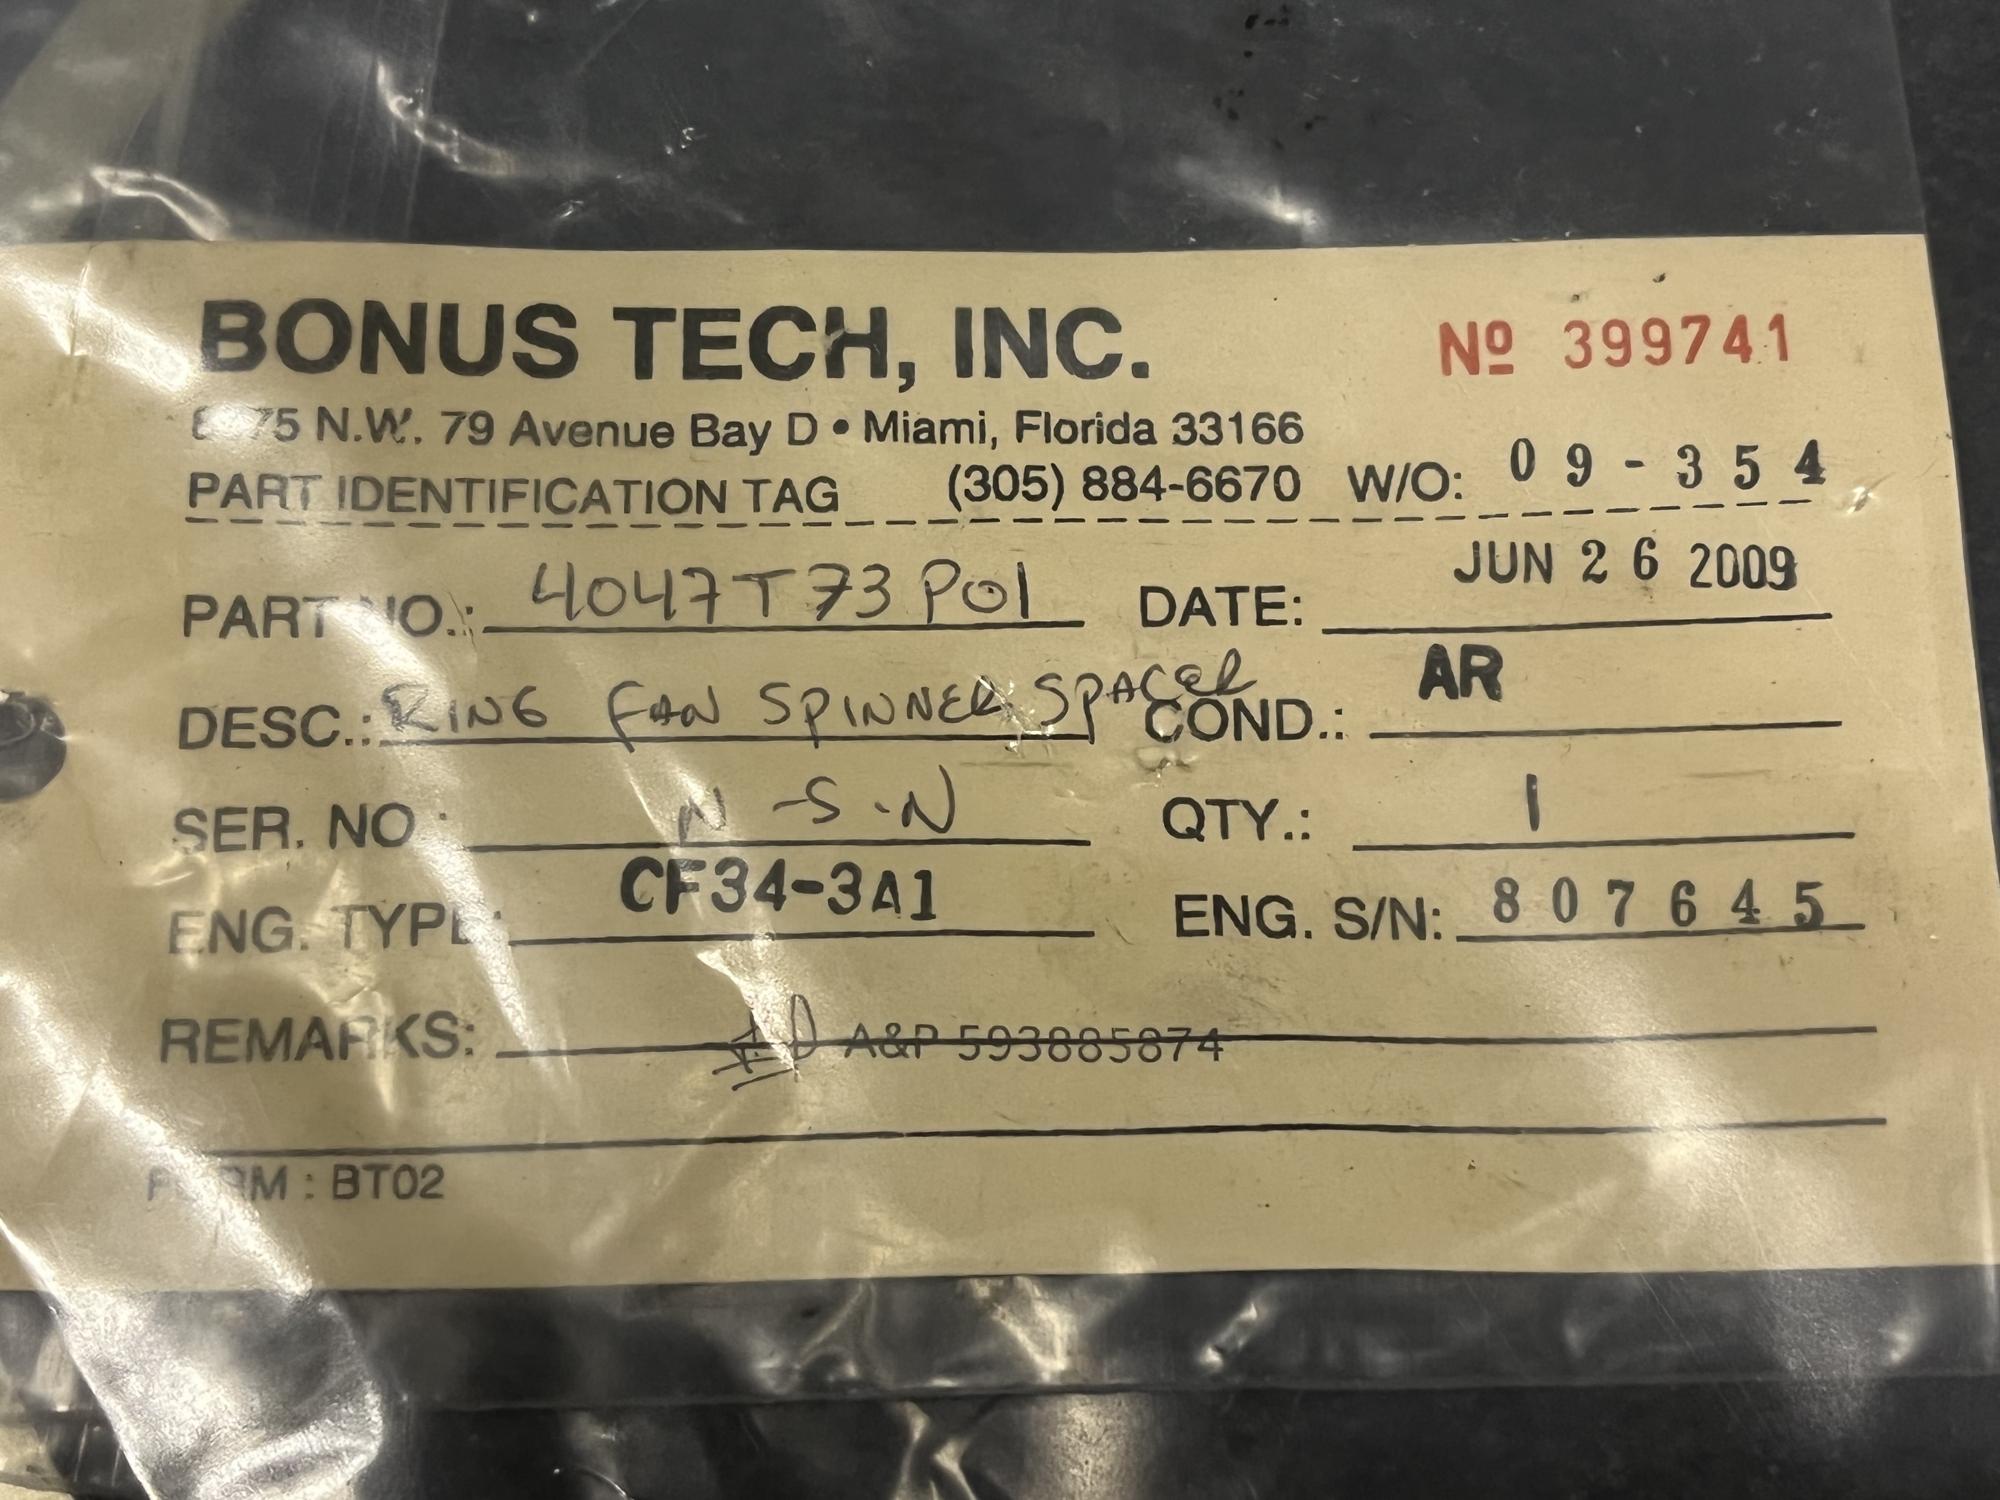 BONUS TECH, INC. Nº 399741
N.W. 79 Avenue Bay D • Miami, Florida 33166
PART IDENTIFICATION TAG (305) 884-6670 W/O: 09-354
PART NO.: 4047T73P01 DATE: JUN 26 2009
DESC.: RING FAN SPINNER SPACER COND.: AR
SER. NO.: N-S-N QTY.: 1
ENG. TYPE: CF34-3A1 ENG. S/N: 807645
REMARKS: A&P 593885874
FORM : BT02